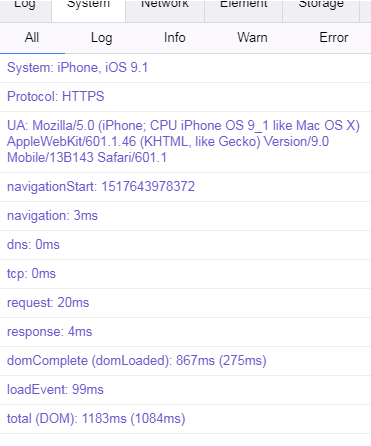 Log System Network Element Storage
All Log Info Warn Error
System: iPhone, iOS 9.1
Protocol: HTTPS
UA: Mozilla/5.0 (iPhone; CPU iPhone OS 9_1 like Mac OS X)
AppleWebKit/601.1.46 (KHTML, like Gecko) Version/9.0
Mobile/13B143 Safari/601.1
navigationStart: 1517643978372
navigation: 3ms
dns: 0ms
tcp: 0ms
request: 20ms
response: 4ms
domComplete (domLoaded): 867ms (275ms)
loadEvent: 99ms
total (DOM): 1183ms (1084ms)